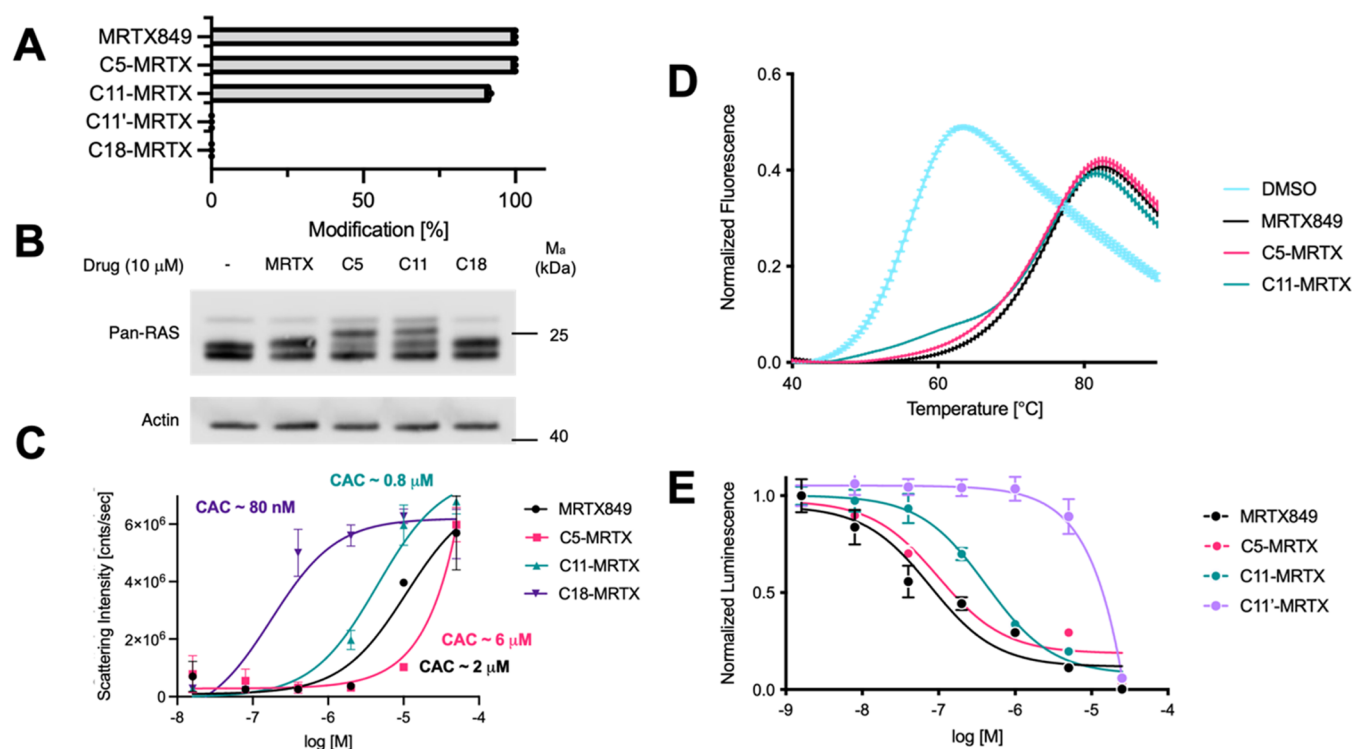 A
MRTX849
C5-MRTX
C11-MRTX
C11'-MRTX
C18-MRTX
0 50 100
Modification [%]
B
Drug (10 μM) - MRTX C5 C11 C18 Ma (kDa)
Pan-RAS
25
Actin
40
C
CAC ~ 0.8 μM
CAC ~ 80 nM
CAC ~ 6 μM
CAC ~ 2 μM
Scattering Intensity [cnts/sec]
6×10⁶
4×10⁶
2×10⁶
0
-8 -7 -6 -5 -4
log [M]
MRTX849
C5-MRTX
C11-MRTX
C18-MRTX
D
Normalized Fluorescence
0.6
0.4
0.2
0.0
40 60 80
Temperature [°C]
DMSO
MRTX849
C5-MRTX
C11-MRTX
E
Normalized Luminescence
1.0
0.5
0.0
-9 -8 -7 -6 -5 -4
log [M]
MRTX849
C5-MRTX
C11-MRTX
C11'-MRTX